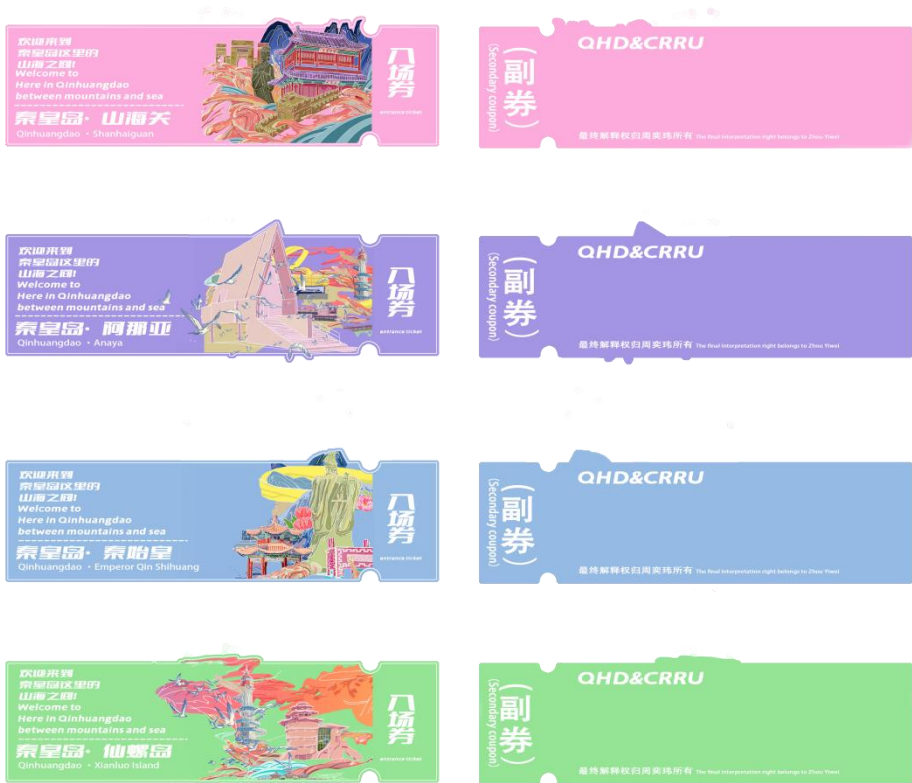 欢迎来到
秦皇岛这里的
山海之间!
Welcome to
Here in Qinhuangdao
between mountains and sea
秦皇岛·山海关
Qinhuangdao · Shanhaiguan
入场券
entrance ticket
QHD&CRRU
(副券)
(Secondary coupon)
最终解释权归周奕玮所有 The final interpretation right belongs to Zhou Yiwei
欢迎来到
秦皇岛这里的
山海之间!
Welcome to
Here in Qinhuangdao
between mountains and sea
秦皇岛·阿那亚
Qinhuangdao · Anaya
入场券
entrance ticket
QHD&CRRU
(副券)
(Secondary coupon)
最终解释权归周奕玮所有 The final interpretation right belongs to Zhou Yiwei
欢迎来到
秦皇岛这里的
山海之间!
Welcome to
Here in Qinhuangdao
between mountains and sea
秦皇岛·秦始皇
Qinhuangdao · Emperor Qin Shihuang
入场券
entrance ticket
QHD&CRRU
(副券)
(Secondary coupon)
最终解释权归周奕玮所有 The final interpretation right belongs to Zhou Yiwei
欢迎来到
秦皇岛这里的
山海之间!
Welcome to
Here in Qinhuangdao
between mountains and sea
秦皇岛·仙螺岛
Qinhuangdao · Xianluo Island
入场券
entrance ticket
QHD&CRRU
(副券)
(Secondary coupon)
最终解释权归周奕玮所有 The final interpretation right belongs to Zhou Yiwei